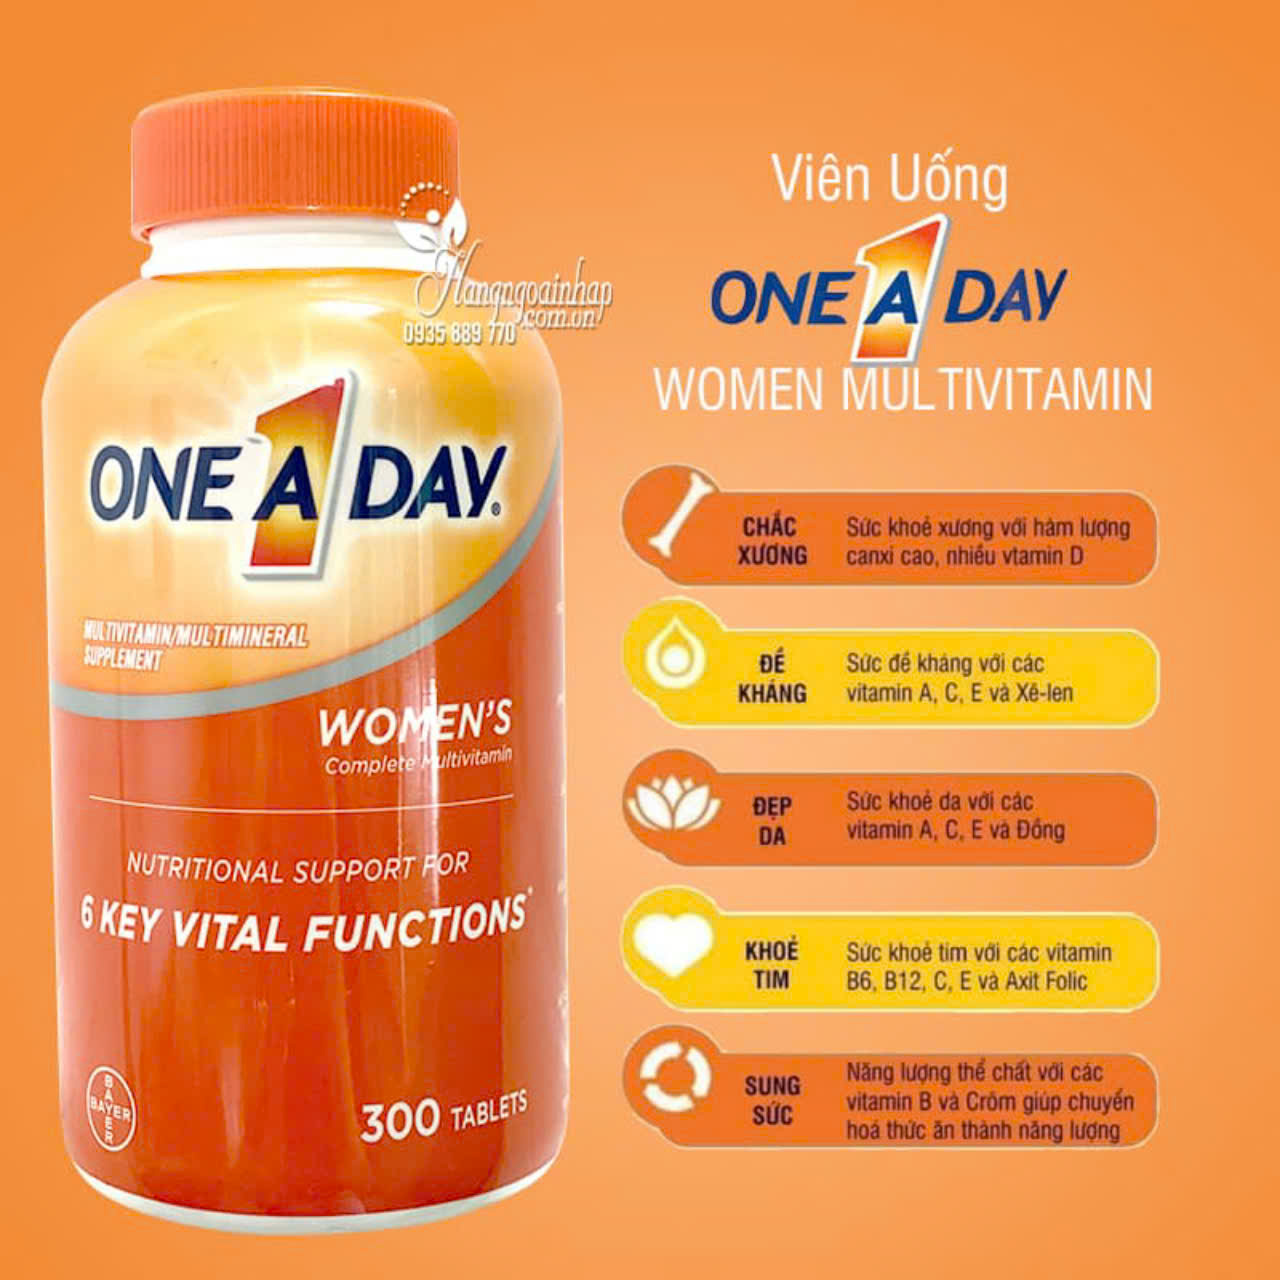 Hangngoainhap
.com.vn
0935 889 770
ONE A DAY®
1
MULTIVITAMIN/MULTIMINERAL
SUPPLEMENT
WOMEN'S
Complete Multivitamin
NUTRITIONAL SUPPORT FOR
6 KEY VITAL FUNCTIONS*
BAYER
BAYER
300 TABLETS
Viên Uống
ONE A DAY
1
WOMEN MULTIVITAMIN
CHẮC
XƯƠNG
Sức khoẻ xương với hàm lượng
canxi cao, nhiều vtamin D
ĐỀ
KHÁNG
Sức đề kháng với các
vitamin A, C, E và Xê-len
ĐẸP
DA
Sức khoẻ da với các
vitamin A, C, E và Đồng
KHOẺ
TIM
Sức khoẻ tim với các vitamin
B6, B12, C, E và Axit Folic
SUNG
SỨC
Năng lượng thể chất với các
vitamin B và Crôm giúp chuyển
hoá thức ăn thành năng lượng